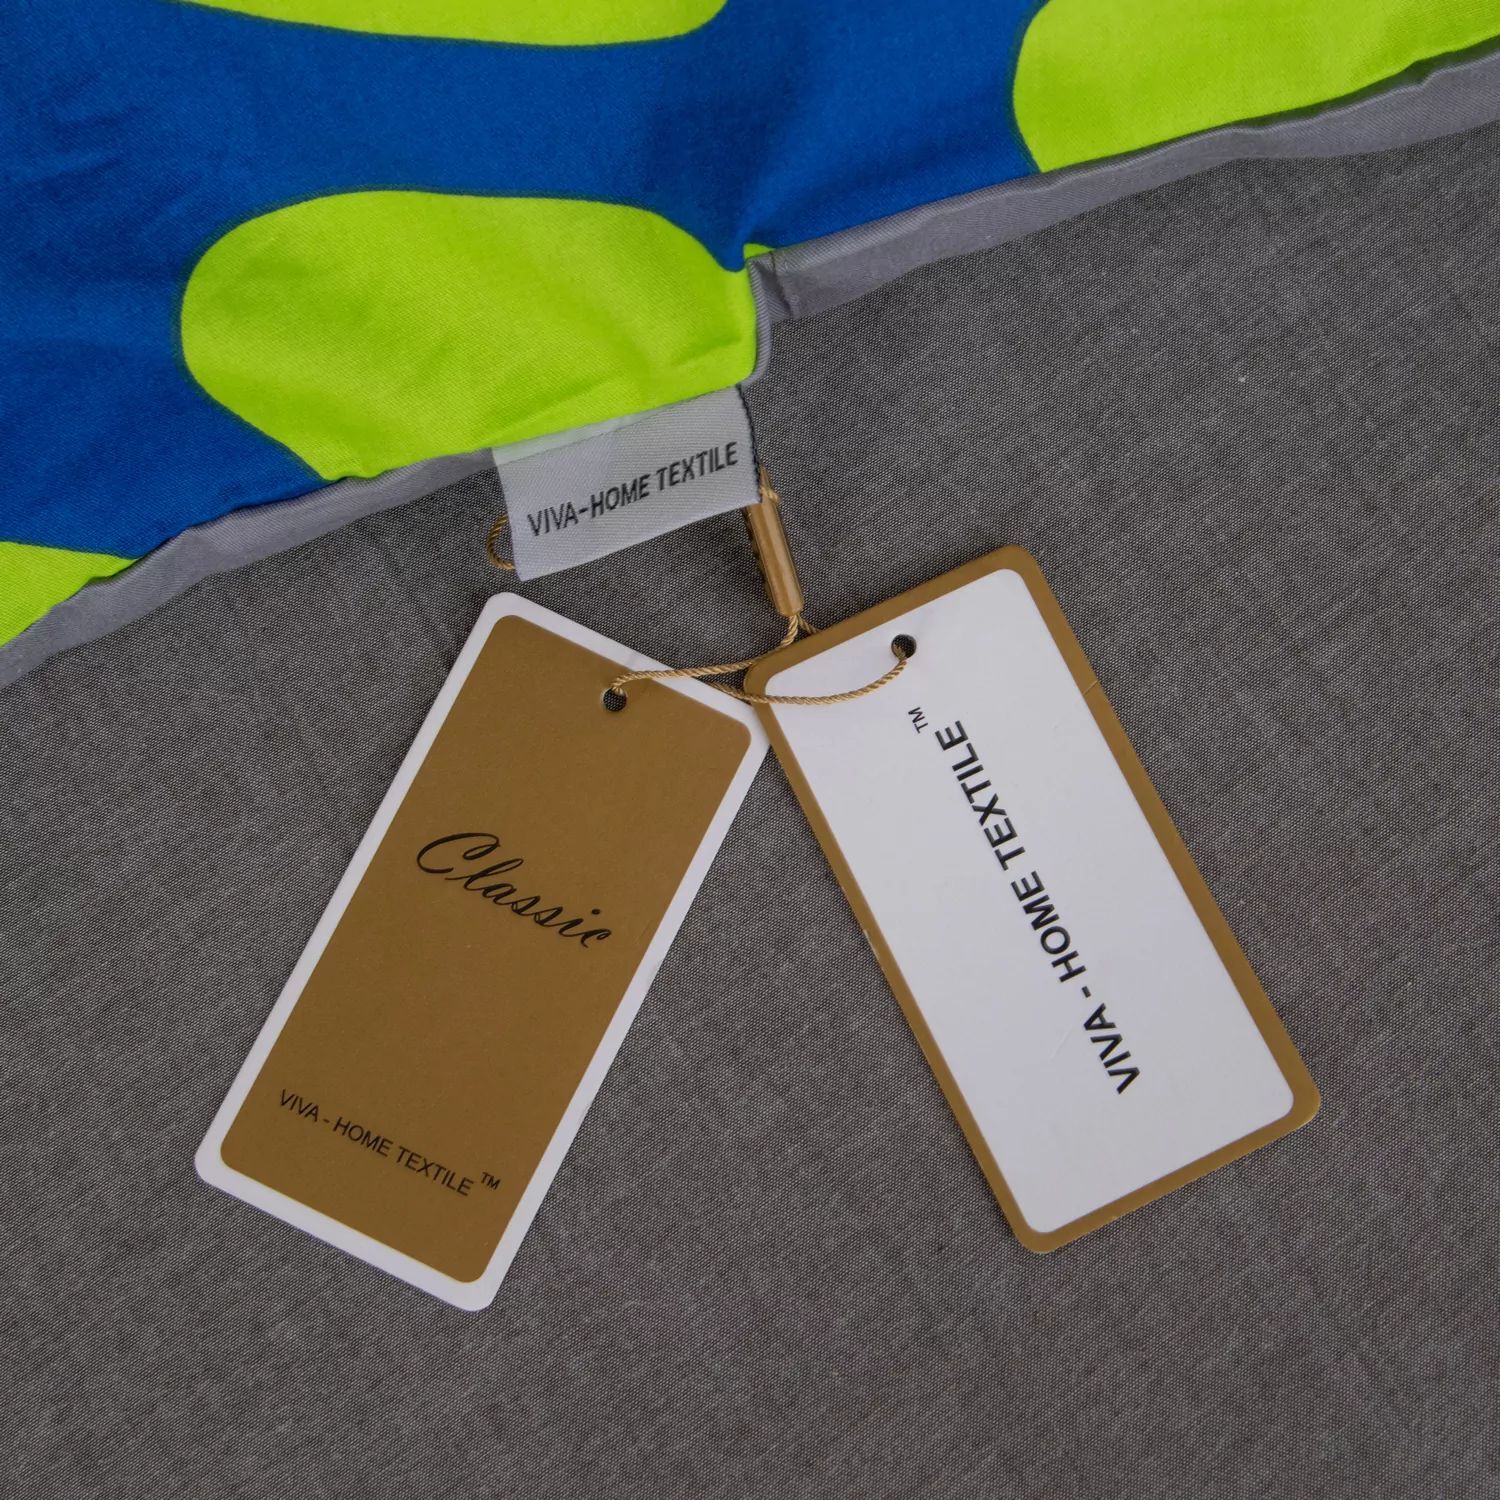 VIVA-HOME TEXTILE
Classic
VIVA - HOME TEXTILE ™
VIVA - HOME TEXTILE ™